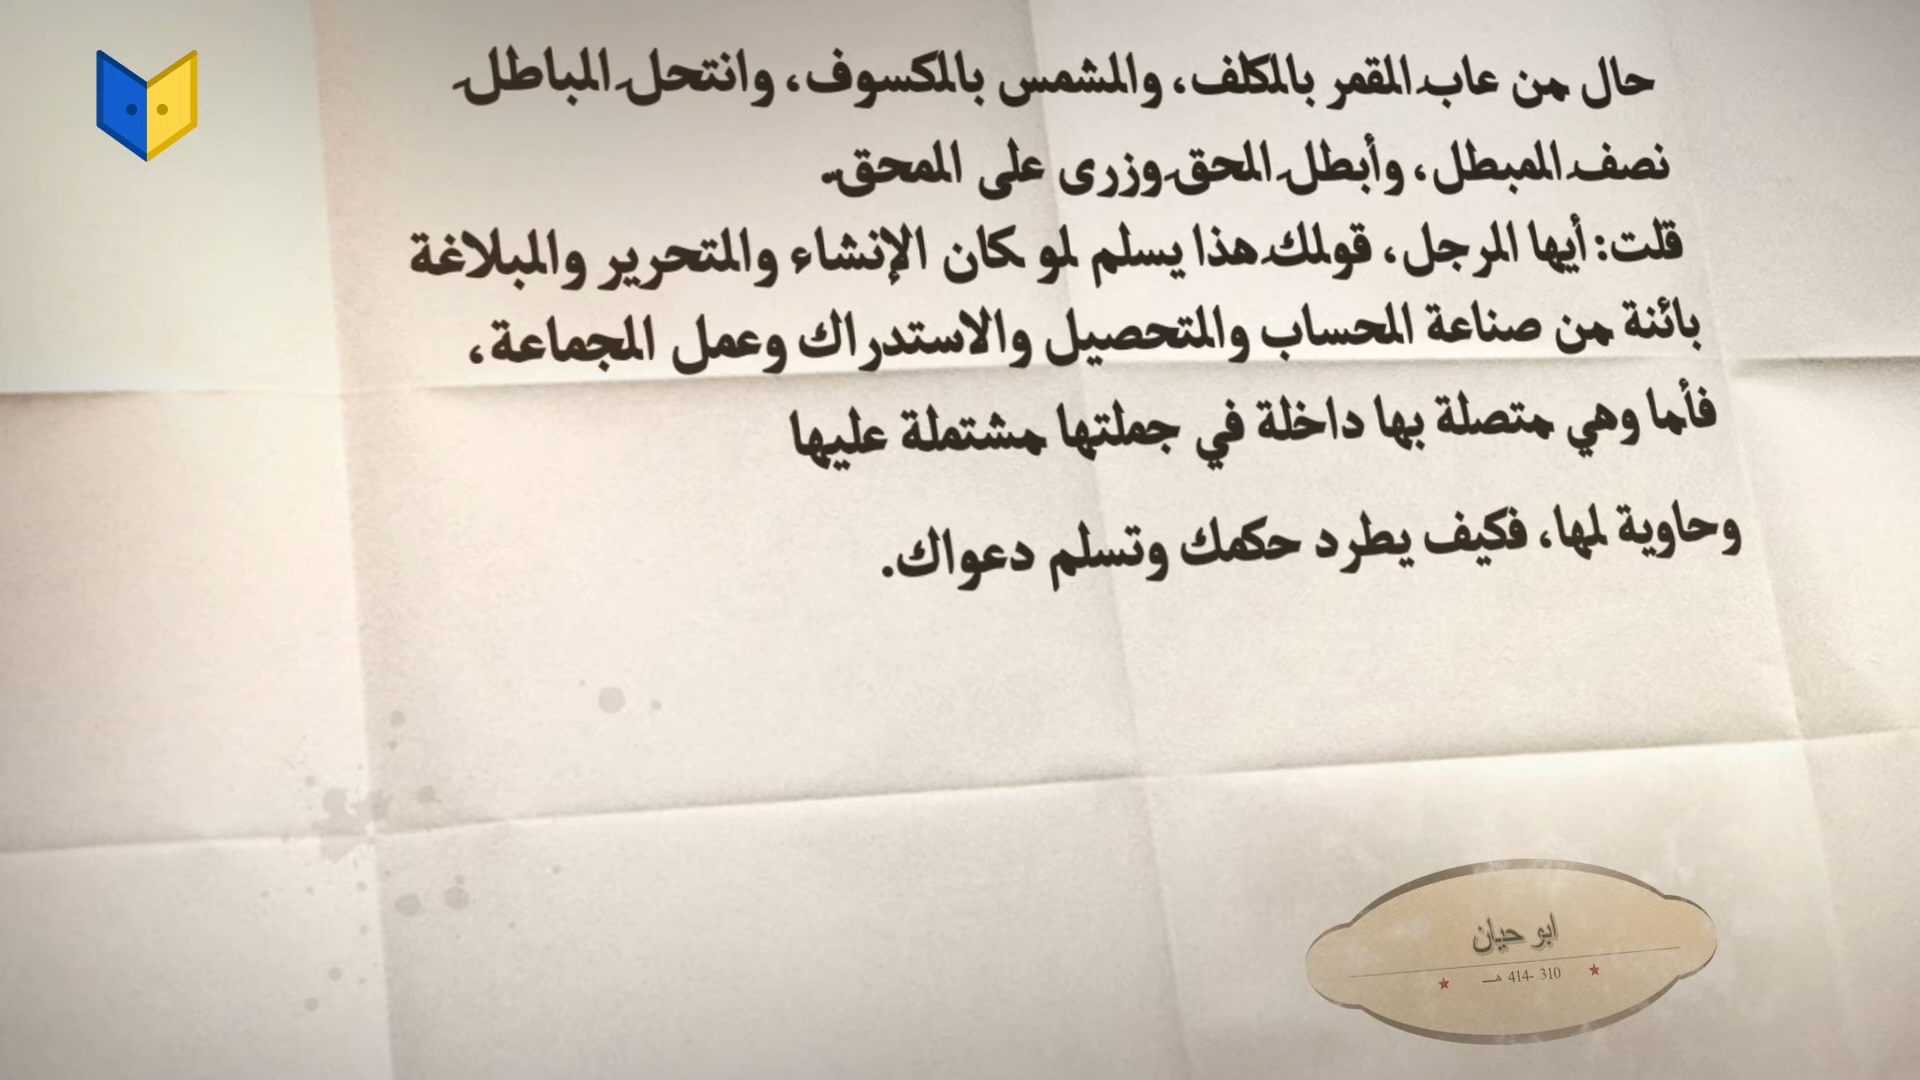 حال من عاب القمر بالكلف، والشمس بالكسوف، وانتحل الباطل
نصف المبطل، وأبطل الحق وزرى على المحق..
قلت: أيها الرجل، قولك هذا يسلم لو كان الإنشاء والتحرير والبلاغة
بائنة من صناعة الحساب والتحصيل والاستدراك وعمل الجماعة،
فأما وهي متصلة بها داخلة في جملتها مشتملة عليها
وحاوية لها، فكيف يطرد حكمك وتسلم دعواك.
ابو حيان
310 -414 هـ